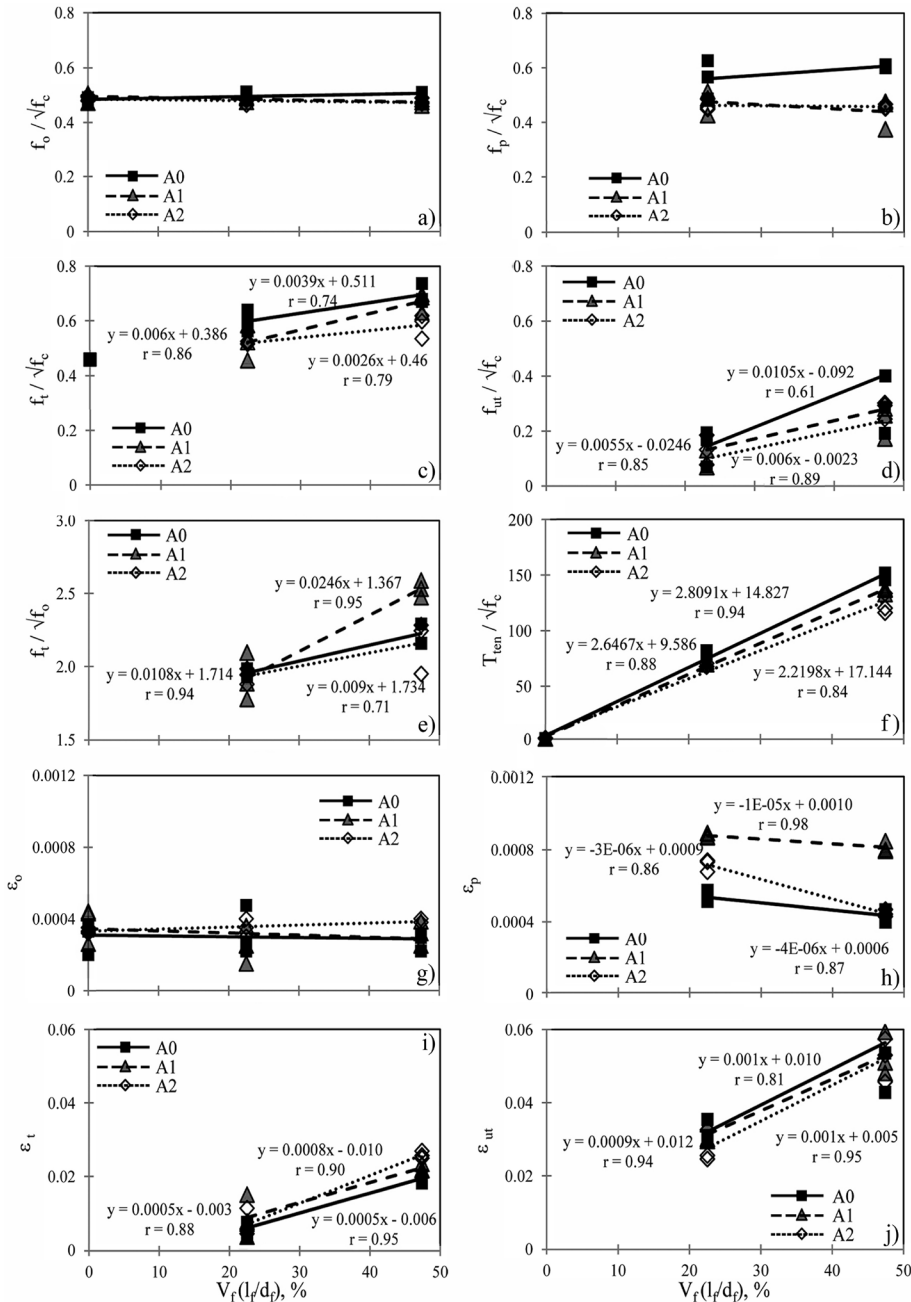 0.8
0.6
0.4
0.2
0
f_o / √f_c
A0
A1
A2
a)
0 10 20 30 40 50
0.8
0.6
0.4
0.2
0
f_p / √f_c
A0
A1
A2
b)
0 10 20 30 40 50
0.8
0.6
0.4
0.2
0
f_t / √f_c
y = 0.0039x + 0.511
r = 0.74
y = 0.006x + 0.386
r = 0.86
y = 0.0026x + 0.46
r = 0.79
A0
A1
A2
c)
0.8
0.6
0.4
0.2
0
f_ut / √f_c
A0
A1
A2
y = 0.0105x - 0.092
r = 0.61
y = 0.0055x - 0.0246
r = 0.85
y = 0.006x - 0.0023
r = 0.89
d)
3.0
2.5
2.0
1.5
f_t / √f_o
A0
A1
A2
y = 0.0246x + 1.367
r = 0.95
y = 0.0108x + 1.714
r = 0.94
y = 0.009x + 1.734
r = 0.71
e)
200
150
100
50
0
T_ten / √f_c
A0
A1
A2
y = 2.8091x + 14.827
r = 0.94
y = 2.6467x + 9.586
r = 0.88
y = 2.2198x + 17.144
r = 0.84
f)
0.0012
0.0008
0.0004
0
ε_o
A0
A1
A2
g)
0.0012
0.0008
0.0004
0
ε_p
y = -1E-05x + 0.0010
r = 0.98
y = -3E-06x + 0.0009
r = 0.86
A0
A1
A2
y = -4E-06x + 0.0006
r = 0.87
h)
0.06
0.04
0.02
0
ε_t
i)
A0
A1
A2
y = 0.0008x - 0.010
r = 0.90
y = 0.0005x - 0.003
r = 0.88
y = 0.0005x - 0.006
r = 0.95
0 10 20 30 40 50
V_f(l_f/d_f), %
0.06
0.04
0.02
0
ε_ut
y = 0.001x + 0.010
r = 0.81
y = 0.0009x + 0.012
r = 0.94
y = 0.001x + 0.005
r = 0.95
A0
A1
A2
j)
0 10 20 30 40 50
V_f(l_f/d_f), %